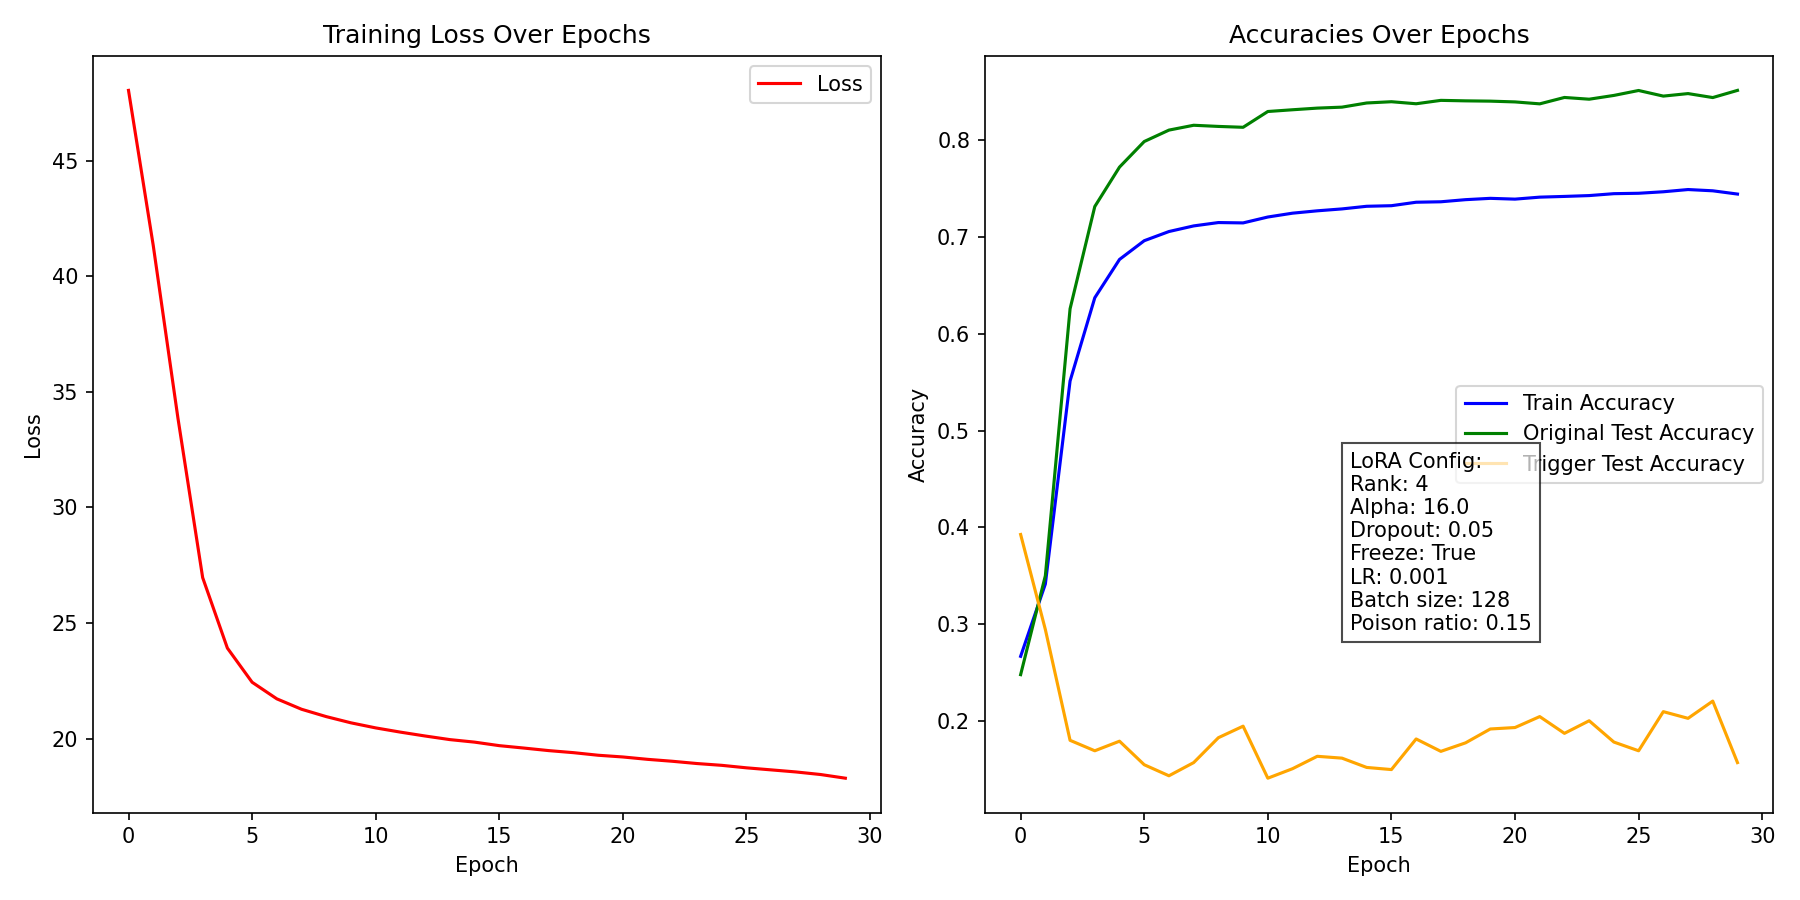 Training Loss Over Epochs
Loss
45
40
35
30
25
20
Loss
0 5 10 15 20 25 30
Epoch
Accuracies Over Epochs
0.8
0.7
0.6
0.5
0.4
0.3
0.2
Accuracy
Train Accuracy
Original Test Accuracy
Trigger Test Accuracy
LoRA Config:
Rank: 4
Alpha: 16.0
Dropout: 0.05
Freeze: True
LR: 0.001
Batch size: 128
Poison ratio: 0.15
0 5 10 15 20 25 30
Epoch